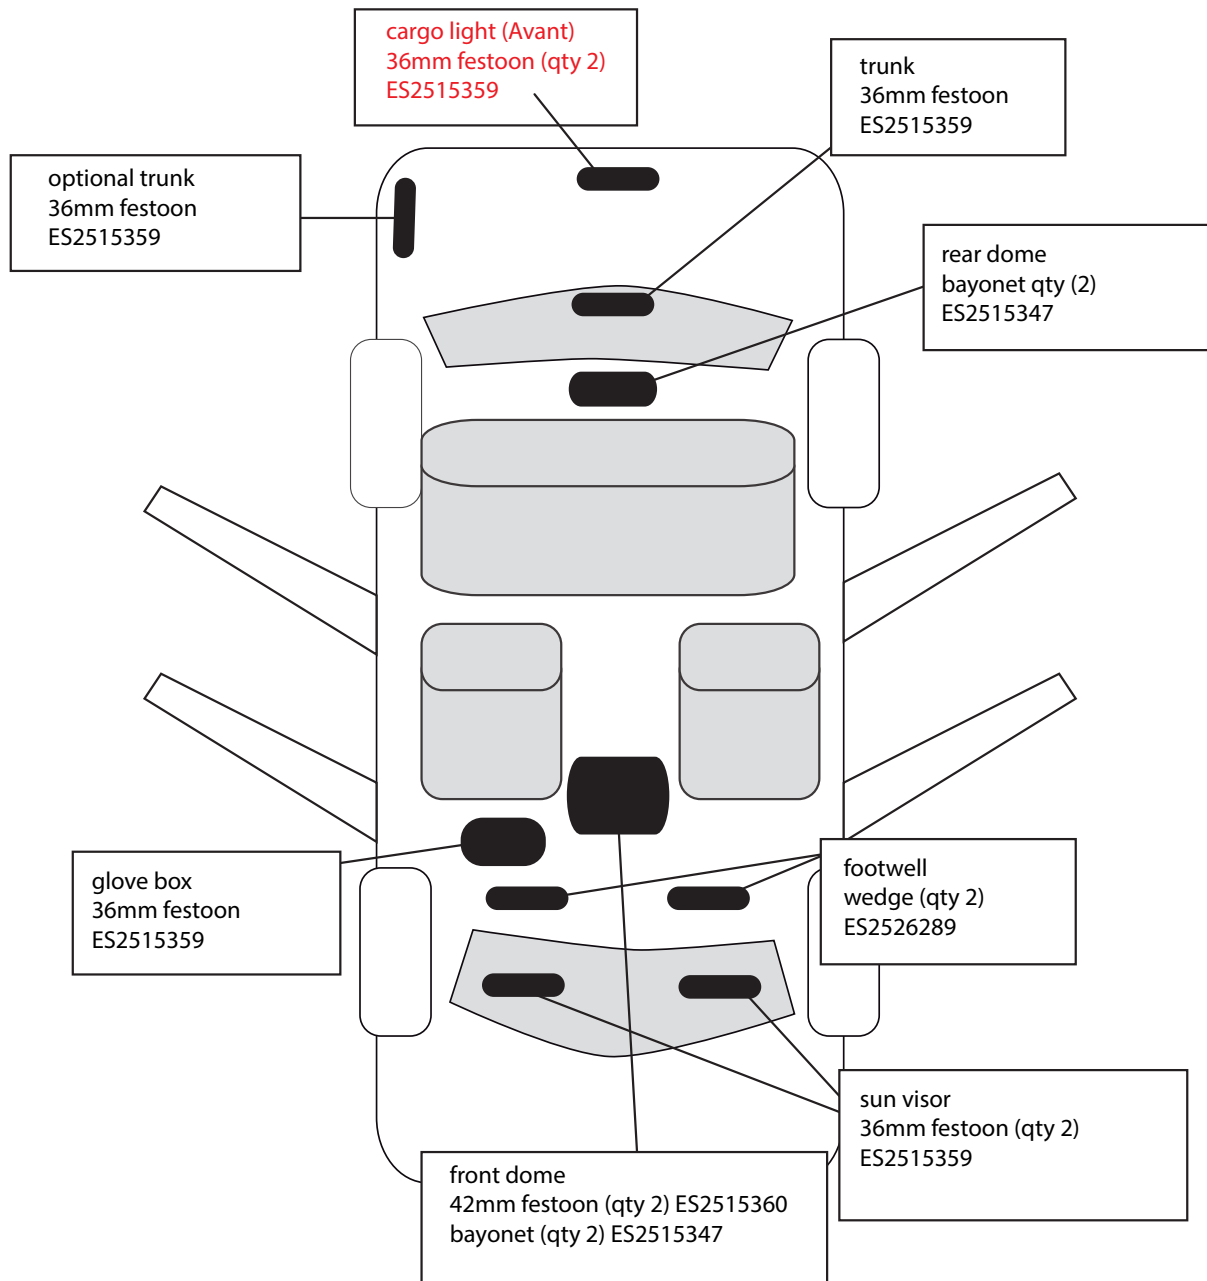 cargo light (Avant)
36mm festoon (qty 2)
ES2515359
trunk
36mm festoon
ES2515359
optional trunk
36mm festoon
ES2515359
rear dome
bayonet qty (2)
ES2515347
glove box
36mm festoon
ES2515359
footwell
wedge (qty 2)
ES2526289
sun visor
36mm festoon (qty 2)
ES2515359
front dome
42mm festoon (qty 2) ES2515360
bayonet (qty 2) ES2515347